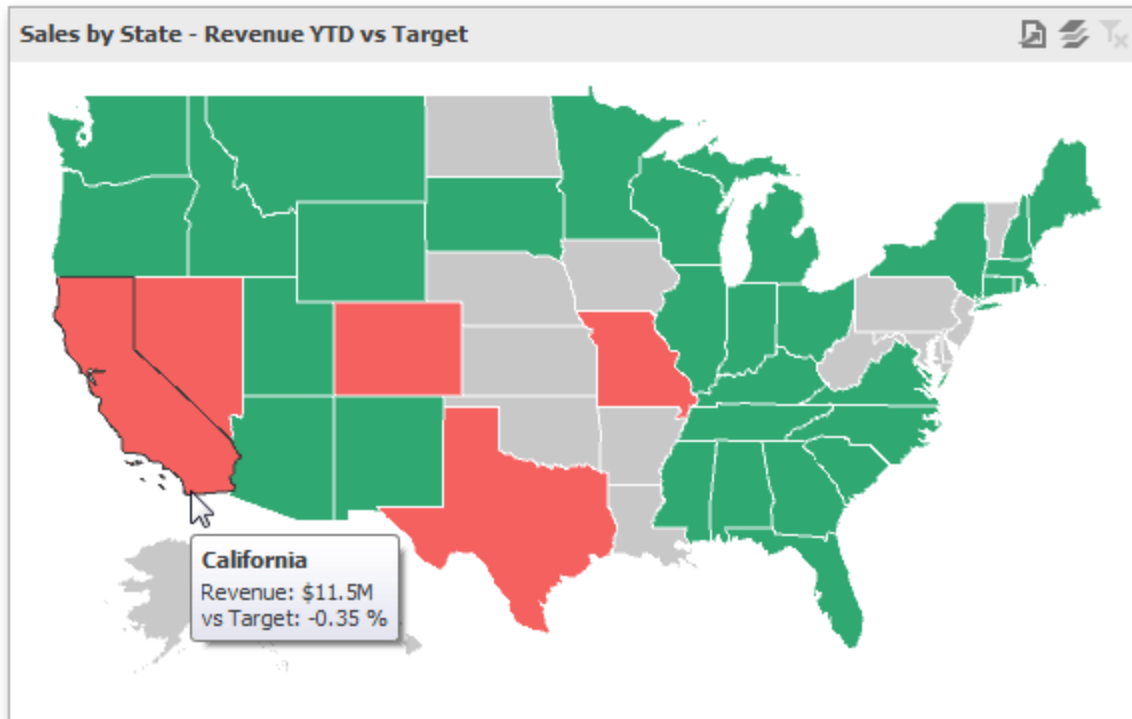 Sales by State - Revenue YTD vs Target
California
Revenue: $11.5M
vs Target: -0.35 %